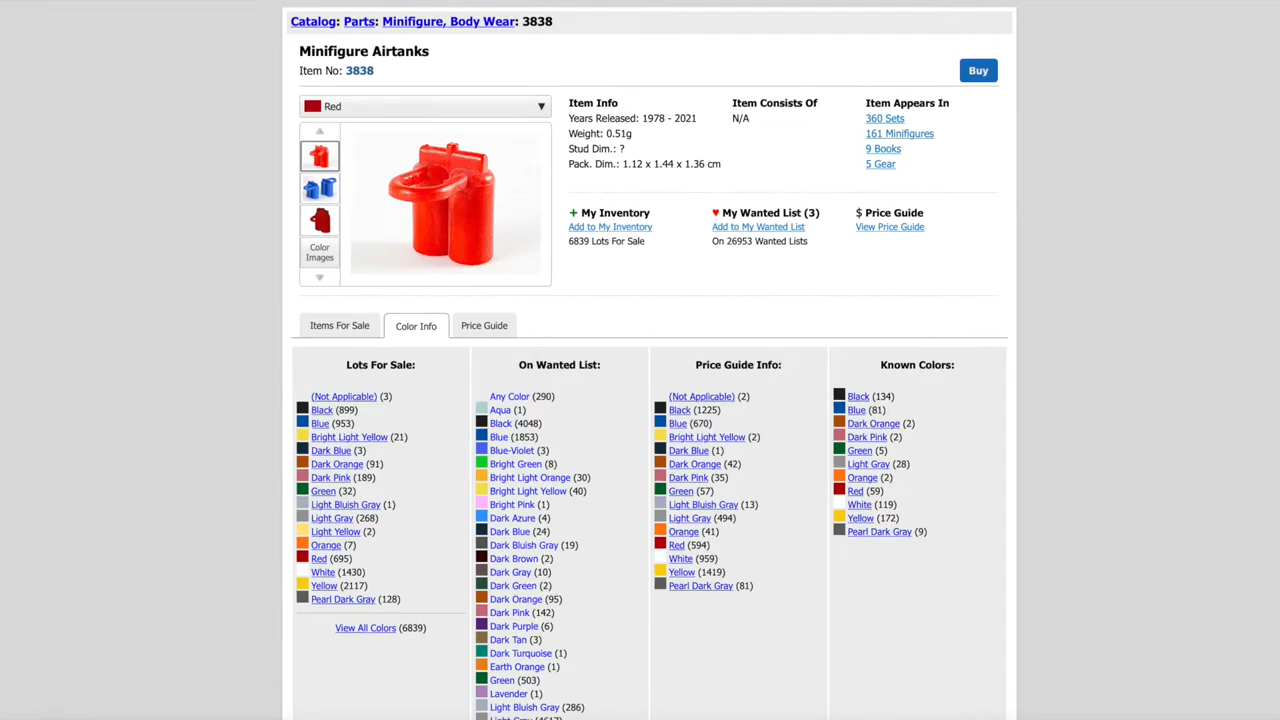 Catalog: Parts: Minifigure, Body Wear: 3838
Minifigure Airtanks
Item No: 3838
Buy
Red
Color Images
Item Info
Years Released: 1978 - 2021
Weight: 0.51g
Stud Dim.: ?
Pack. Dim.: 1.12 x 1.44 x 1.36 cm
Item Consists Of
N/A
Item Appears In
360 Sets
161 Minifigures
9 Books
5 Gear
+ My Inventory
Add to My Inventory
6839 Lots For Sale
♥ My Wanted List (3)
Add to My Wanted List
On 26953 Wanted Lists
$ Price Guide
View Price Guide
Items For Sale
Color Info
Price Guide
Lots For Sale:
(Not Applicable) (3)
Black (899)
Blue (953)
Bright Light Yellow (21)
Dark Blue (3)
Dark Orange (91)
Dark Pink (189)
Green (32)
Light Bluish Gray (1)
Light Gray (268)
Light Yellow (2)
Orange (7)
Red (695)
White (1430)
Yellow (2117)
Pearl Dark Gray (128)
View All Colors (6839)
On Wanted List:
Any Color (290)
Aqua (1)
Black (4048)
Blue (1853)
Blue-Violet (3)
Bright Green (8)
Bright Light Orange (30)
Bright Light Yellow (40)
Bright Pink (1)
Dark Azure (4)
Dark Blue (24)
Dark Bluish Gray (19)
Dark Brown (2)
Dark Gray (10)
Dark Green (2)
Dark Orange (95)
Dark Pink (142)
Dark Purple (6)
Dark Tan (3)
Dark Turquoise (1)
Earth Orange (1)
Green (503)
Lavender (1)
Light Bluish Gray (286)
Price Guide Info:
(Not Applicable) (2)
Black (1225)
Blue (670)
Bright Light Yellow (2)
Dark Blue (1)
Dark Orange (42)
Dark Pink (35)
Green (57)
Light Bluish Gray (13)
Light Gray (494)
Orange (41)
Red (594)
White (959)
Yellow (1419)
Pearl Dark Gray (81)
Known Colors:
Black (134)
Blue (81)
Dark Orange (2)
Dark Pink (2)
Green (5)
Light Gray (28)
Orange (2)
Red (59)
White (119)
Yellow (172)
Pearl Dark Gray (9)